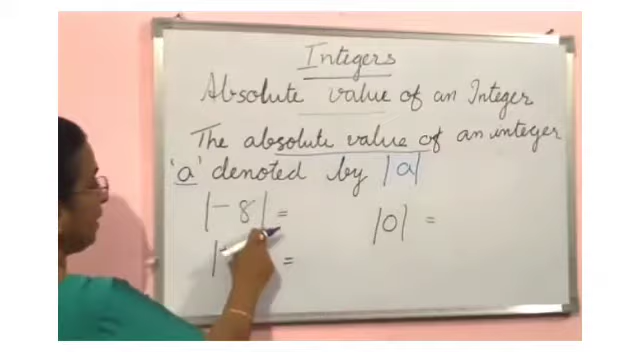 Integers
Absolute value of an Integer
The absolute value of an integer
'a' denoted by |a|
|-8| = |0| =
=